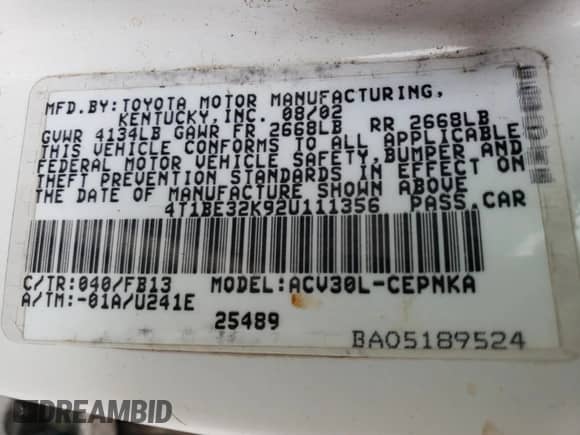 MFD.BY:TOYOTA MOTOR MANUFACTURING,
KENTUCKY,INC. 08/02
GVWR 4134LB GAWR FR 2668LB RR 2668LB
THIS VEHICLE CONFORMS TO ALL APPLICABLE
FEDERAL MOTOR VEHICLE SAFETY,BUMPER AND
THEFT PREVENTION STANDARDS IN EFFECT ON
THE DATE OF MANUFACTURE SHOWN ABOVE
4T1BE32K92U111356 PASS.CAR
C/TR:040/FB13 MODEL:ACV30L-CEPNKA
A/TM:-01A/U241E
25489
BA05189524
DREAMBID